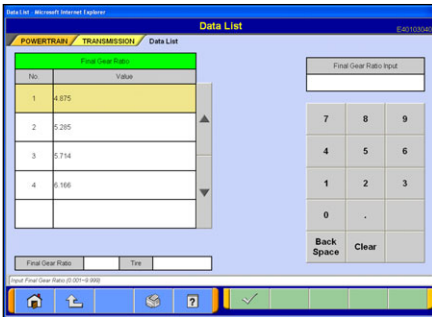 Data List - Microsoft Internet Explorer
Data List
E40103040
POWERTRAIN TRANSMISSION Data List
Final Gear Ratio
No Value
1 4.875
2 5.285
3 5.714
4 6.166
Final Gear Ratio Tire
Final Gear Ratio Input
7 8 9
4 5 6
1 2 3
0 .
Back Space Clear
Input Final Gear Ratio (0.001~9.999)
?